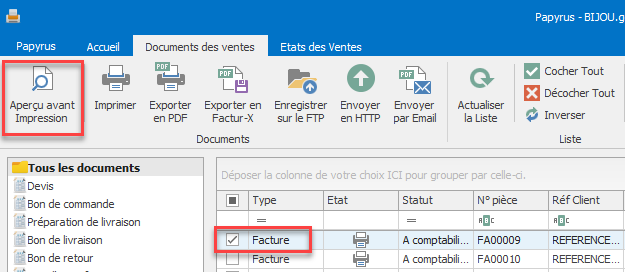 Papyrus - BIJOU.g
Papyrus Accueil Documents des ventes Etats des Ventes
Aperçu avant Impression
Imprimer
PDF
Exporter en PDF
PDF
Exporter en Factur-X
Enregistrer sur le FTP
Envoyer en HTTP
PDF
Envoyer par Email
Actualiser la Liste
Cocher Tout
Décocher Tout
Inverser
Documents Liste
Tous les documents
Devis
Bon de commande
Préparation de livraison
Bon de livraison
Bon de retour
Déposer la colonne de votre choix ICI pour grouper par celle-ci.
Type Etat Statut N° pièce Réf Client
= = ABC ABC
Facture A comptabili... FA00009 REFERENCE...
Facture A comptabili... FA00010 REFERENCE...